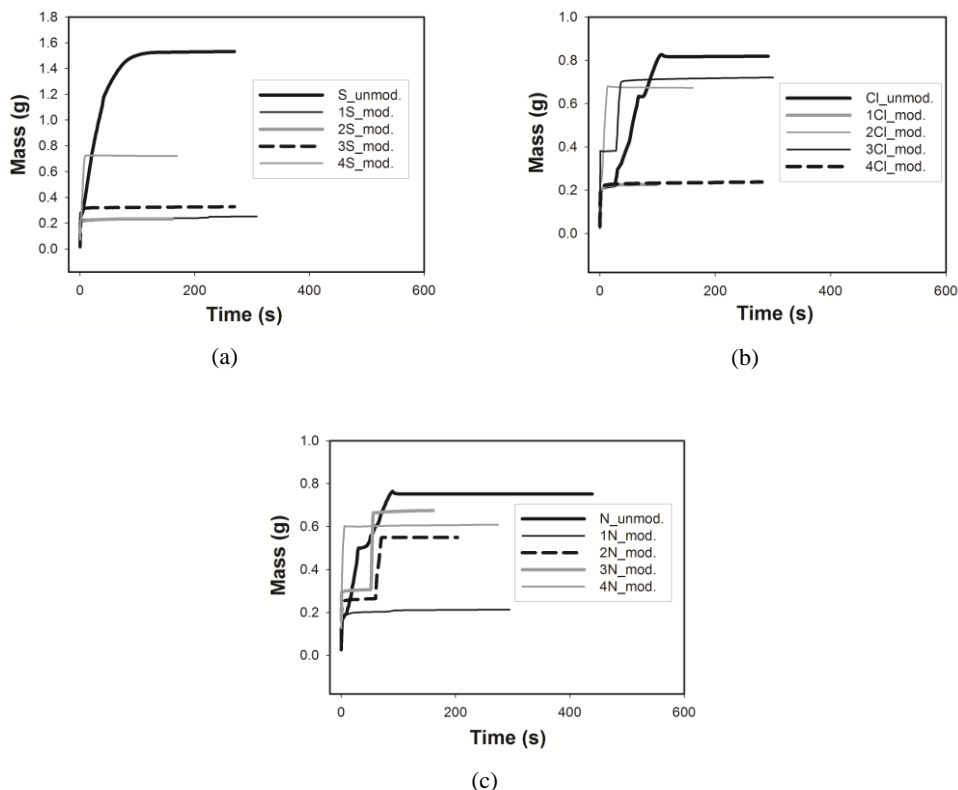 1.8
1.6
1.4
1.2
1.0
0.8
0.6
0.4
0.2
0.0
Mass (g)
S_unmod.
1S_mod.
2S_mod.
3S_mod.
4S_mod.
0 200 400 600
Time (s)
(a)
1.0
0.8
0.6
0.4
0.2
0.0
Mass (g)
Cl_unmod.
1Cl_mod.
2Cl_mod.
3Cl_mod.
4Cl_mod.
0 200 400 600
Time (s)
(b)
1.0
0.8
0.6
0.4
0.2
0.0
Mass (g)
N_unmod.
1N_mod.
2N_mod.
3N_mod.
4N_mod.
0 200 400 600
Time (s)
(c)